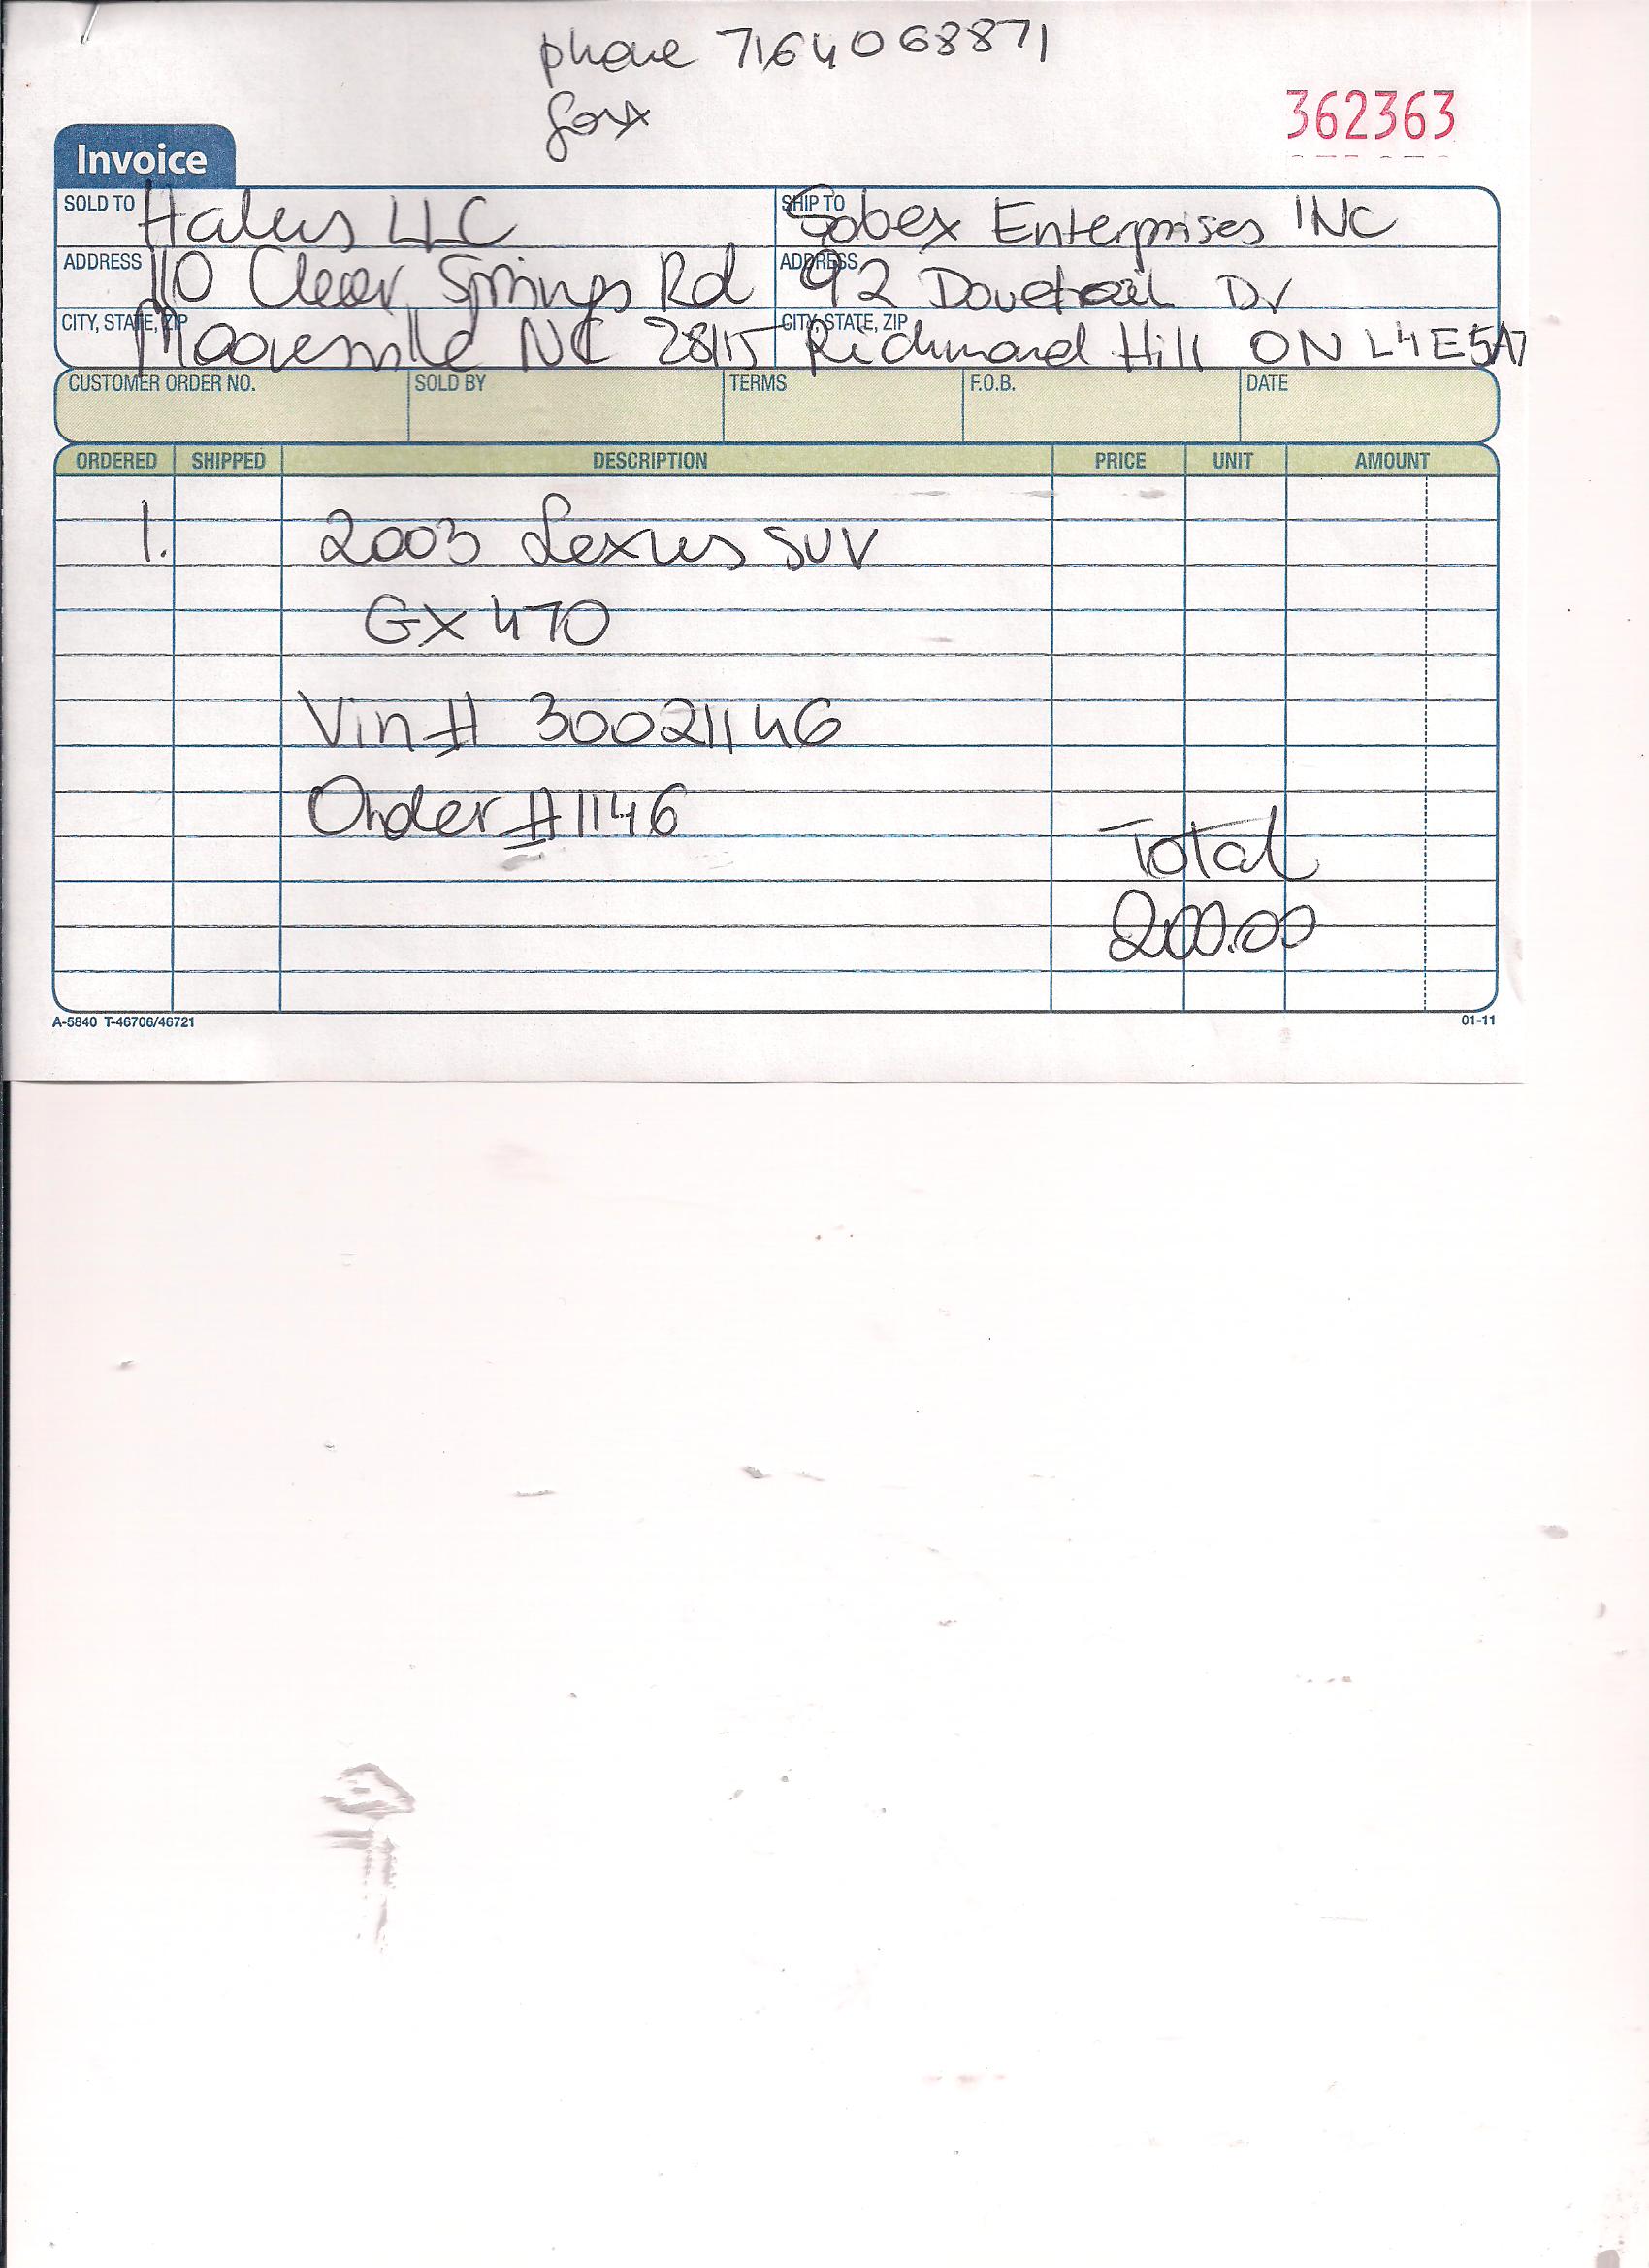 phone 7164068871
fax
362363
Invoice
SOLD TO Halus LLC SHIP TO Sobex Enterprises INC
ADDRESS 110 Clear Springs Rd ADDRESS 92 Dovetail Dr
CITY, STATE, ZIP Mooresville NC 28115 CITY, STATE, ZIP Richmond Hill ON L4E5A7
CUSTOMER ORDER NO. SOLD BY TERMS F.O.B. DATE
ORDERED SHIPPED DESCRIPTION PRICE UNIT AMOUNT
1. 2003 Lexus SUV
GX 470
Vin# 30021146
Order #1146
Total
200.00
A-5840 T-46706/46721 01-11